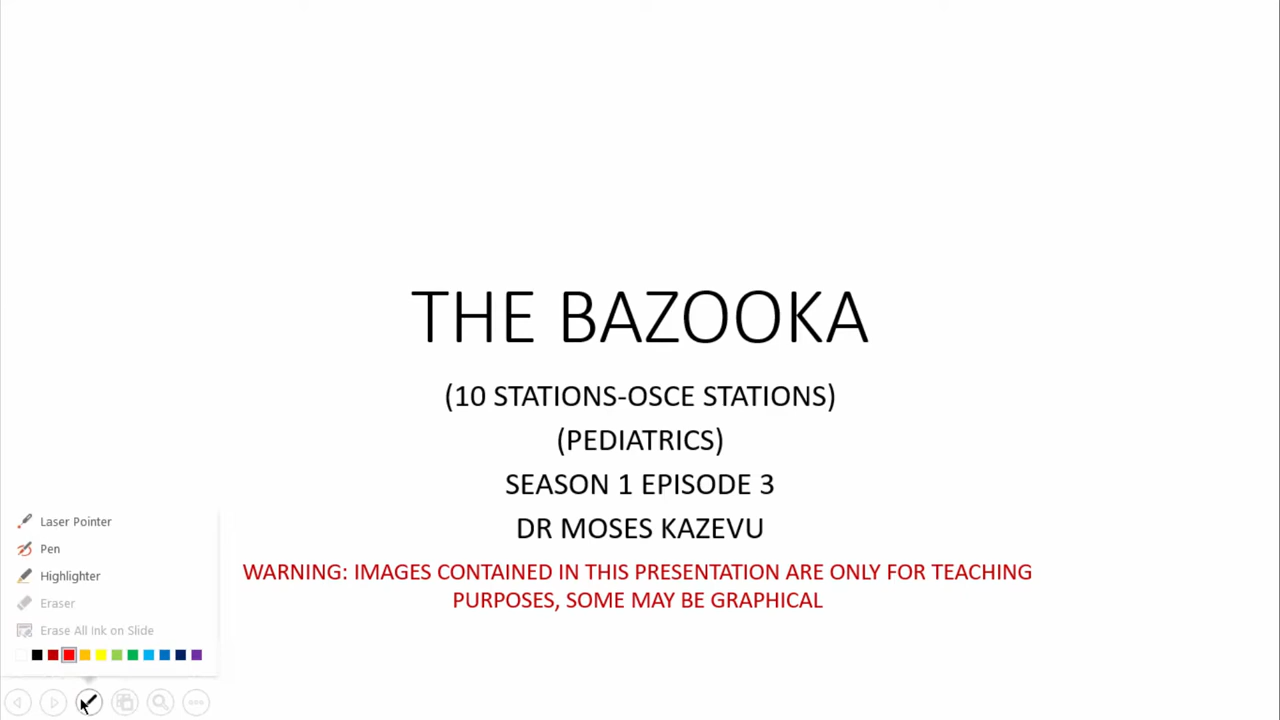 THE BAZOOKA
(10 STATIONS-OSCE STATIONS)
(PEDIATRICS)
SEASON 1 EPISODE 3
DR MOSES KAZEVU
WARNING: IMAGES CONTAINED IN THIS PRESENTATION ARE ONLY FOR TEACHING
PURPOSES, SOME MAY BE GRAPHICAL
Laser Pointer
Pen
Highlighter
Eraser
Erase All Ink on Slide